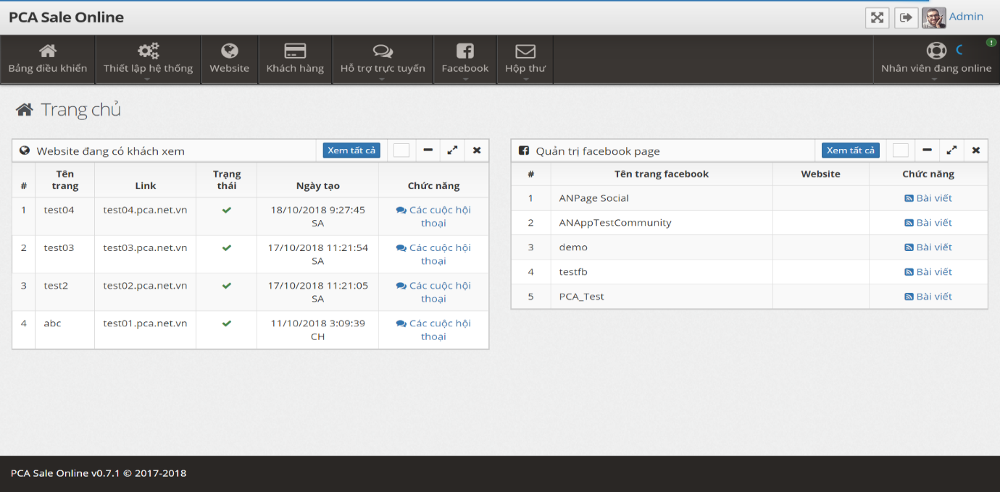 PCA Sale Online
Admin
Bảng điều khiển
Thiết lập hệ thống
Website
Khách hàng
Hỗ trợ trực tuyến
Facebook
Hộp thư
Nhân viên đang online
Trang chủ
Website đang có khách xem
Xem tất cả
# Tên trang Link Trạng thái Ngày tạo Chức năng
1 test04 test04.pca.net.vn 18/10/2018 9:27:45 SA Các cuộc hội thoại
2 test03 test03.pca.net.vn 17/10/2018 11:21:54 SA Các cuộc hội thoại
3 test2 test02.pca.net.vn 17/10/2018 11:21:05 SA Các cuộc hội thoại
4 abc test01.pca.net.vn 11/10/2018 3:09:39 CH Các cuộc hội thoại
Quản trị facebook page
Xem tất cả
# Tên trang facebook Website Chức năng
1 ANPage Social Bài viết
2 ANAppTestCommunity Bài viết
3 demo Bài viết
4 testfb Bài viết
5 PCA_Test Bài viết
PCA Sale Online v0.7.1 © 2017-2018